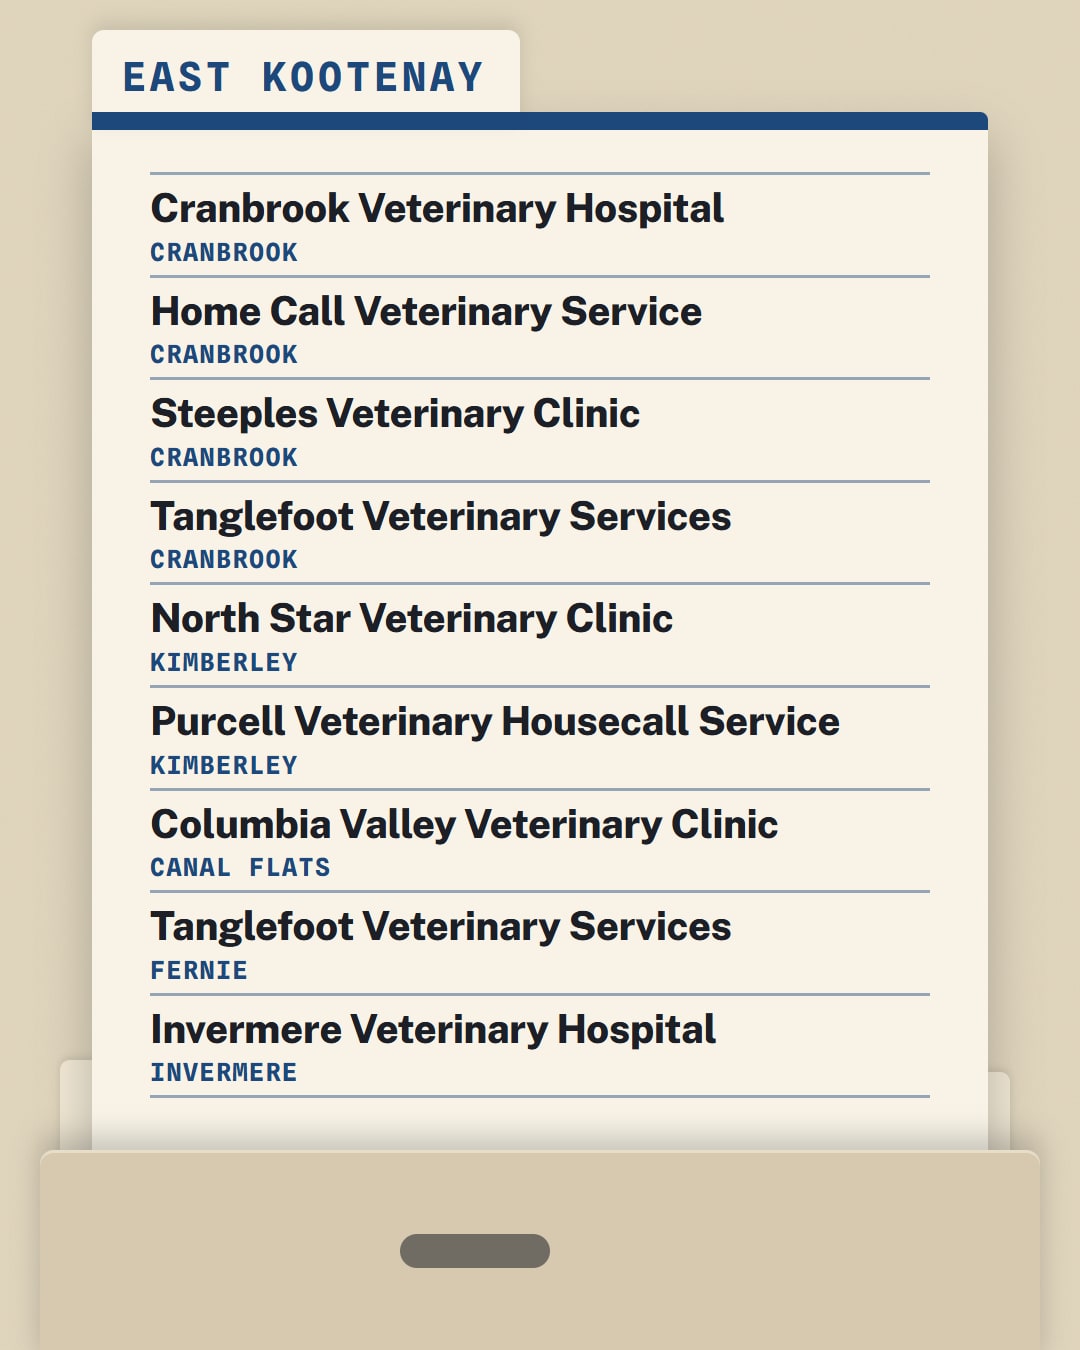 EAST KOOTENAY
Cranbrook Veterinary Hospital
CRANBROOK
Home Call Veterinary Service
CRANBROOK
Steeples Veterinary Clinic
CRANBROOK
Tanglefoot Veterinary Services
CRANBROOK
North Star Veterinary Clinic
KIMBERLEY
Purcell Veterinary Housecall Service
KIMBERLEY
Columbia Valley Veterinary Clinic
CANAL FLATS
Tanglefoot Veterinary Services
FERNIE
Invermere Veterinary Hospital
INVERMERE